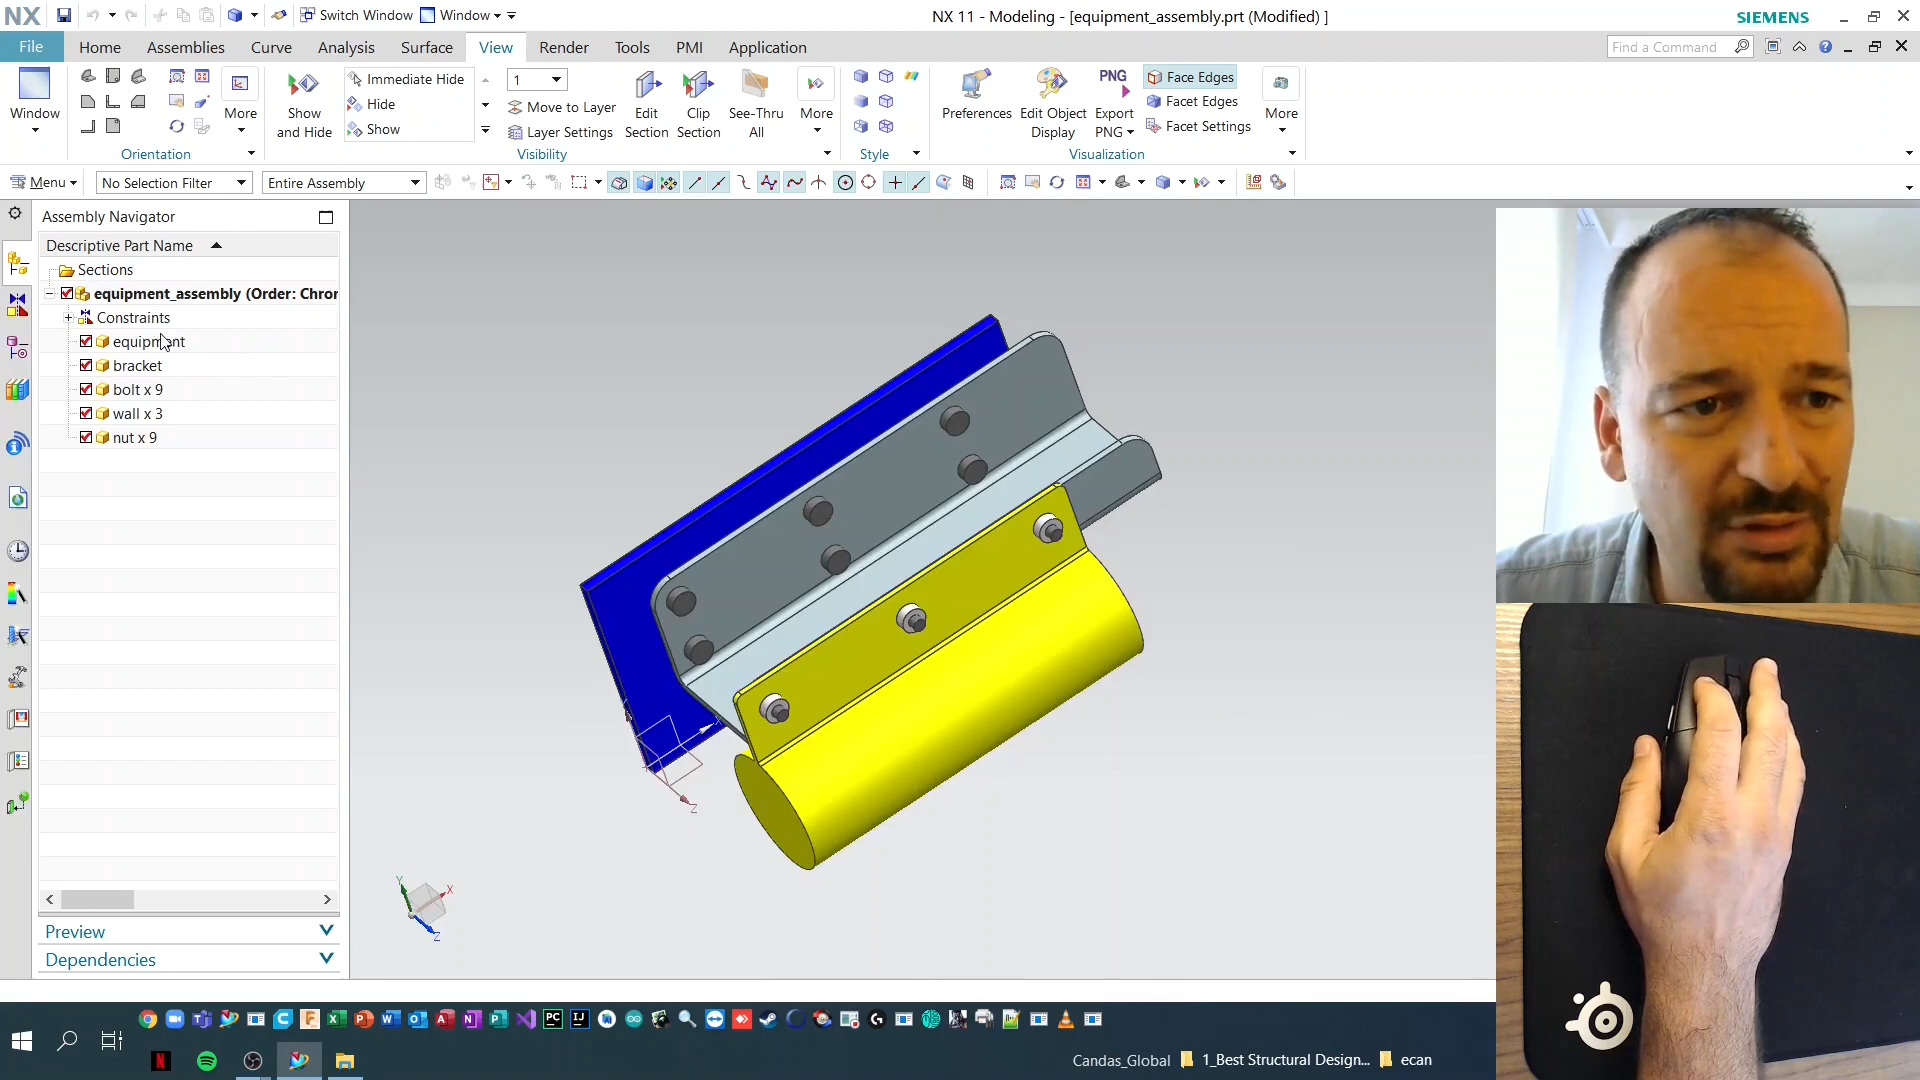 NX
Switch Window
Window
NX 11 - Modeling - [equipment_assembly.prt (Modified) ]
SIEMENS
File
Home
Assemblies
Curve
Analysis
Surface
View
Render
Tools
PMI
Application
Find a Command
Window
More
Orientation
Show
and Hide
Immediate Hide
Hide
Show
1
Move to Layer
Layer Settings
Edit
Section
Clip
Section
See-Thru
All
More
Visibility
Style
Preferences
Edit Object
Display
PNG
Export
PNG
Face Edges
Facet Edges
Facet Settings
More
Visualization
Menu
No Selection Filter
Entire Assembly
Assembly Navigator
Descriptive Part Name
Sections
equipment_assembly (Order: Chror
Constraints
equipment
bracket
bolt x 9
wall x 3
nut x 9
Preview
Dependencies
X
Z
Y
X
Z
Candas_Global
1_Best Structural Design...
ecan